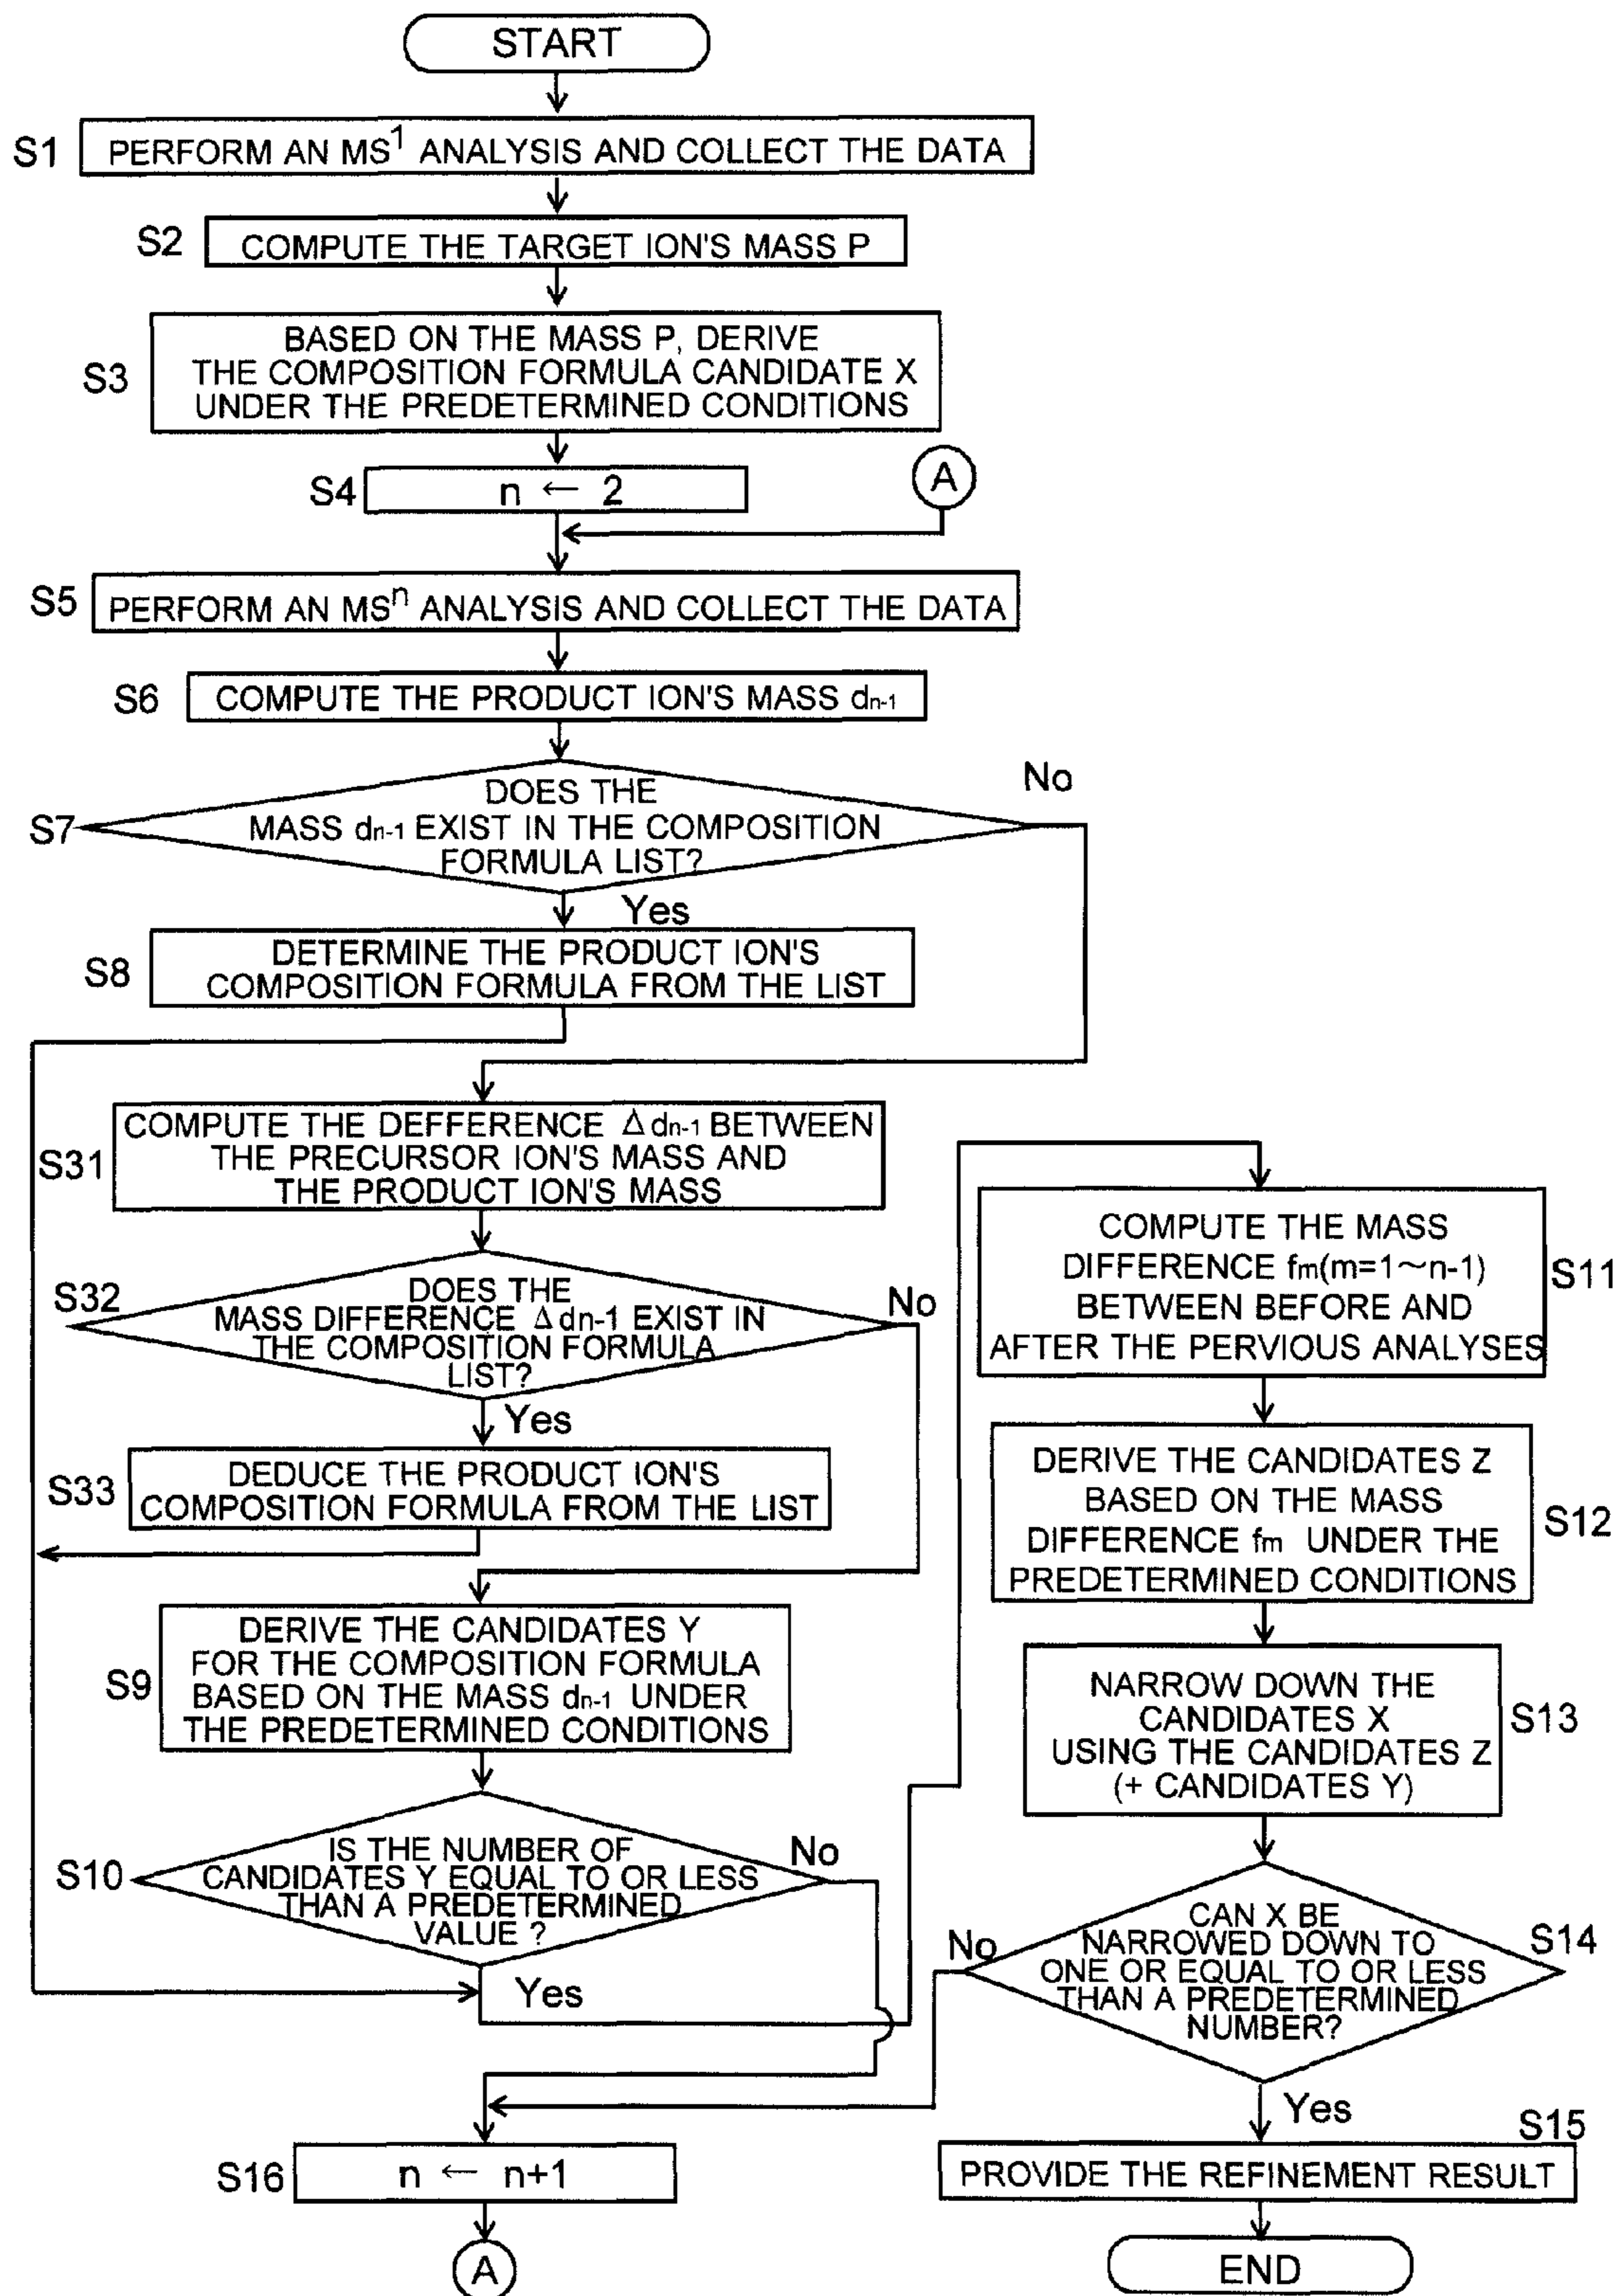 START
S1
PERFORM AN MS1 ANALYSIS AND COLLECT THE DATA
S2
COMPUTE THE TARGET ION'S MASS P
S3
BASED ON THE MASS P, DERIVE
THE COMPOSITION FORMULA CANDIDATE X
UNDER THE PREDETERMINED CONDITIONS
S4
n ← 2
A
S5
PERFORM AN MSn ANALYSIS AND COLLECT THE DATA
S6
COMPUTE THE PRODUCT ION'S MASS dn-1
S7
DOES THE
MASS dn-1 EXIST IN THE COMPOSITION
FORMULA LIST?
No
Yes
S8
DETERMINE THE PRODUCT ION'S
COMPOSITION FORMULA FROM THE LIST
S31
COMPUTE THE DEFFERENCE Δdn-1 BETWEEN
THE PRECURSOR ION'S MASS AND
THE PRODUCT ION'S MASS
S32
DOES THE
MASS DIFFERENCE Δdn-1 EXIST IN
THE COMPOSITION FORMULA
LIST?
No
Yes
S33
DEDUCE THE PRODUCT ION'S
COMPOSITION FORMULA FROM THE LIST
S9
DERIVE THE CANDIDATES Y
FOR THE COMPOSITION FORMULA
BASED ON THE MASS dn-1 UNDER
THE PREDETERMINED CONDITIONS
S10
IS THE NUMBER OF
CANDIDATES Y EQUAL TO OR LESS
THAN A PREDETERMINED
VALUE ?
No
Yes
S16
n ← n+1
A
COMPUTE THE MASS
DIFFERENCE fm(m=1～n-1)
BETWEEN BEFORE AND
AFTER THE PERVIOUS ANALYSES
S11
DERIVE THE CANDIDATES Z
BASED ON THE MASS
DIFFERENCE fm UNDER THE
PREDETERMINED CONDITIONS
S12
NARROW DOWN THE
CANDIDATES X
USING THE CANDIDATES Z
(+ CANDIDATES Y)
S13
CAN X BE
NARROWED DOWN TO
ONE OR EQUAL TO OR LESS
THAN A PREDETERMINED
NUMBER?
S14
No
Yes
S15
PROVIDE THE REFINEMENT RESULT
END